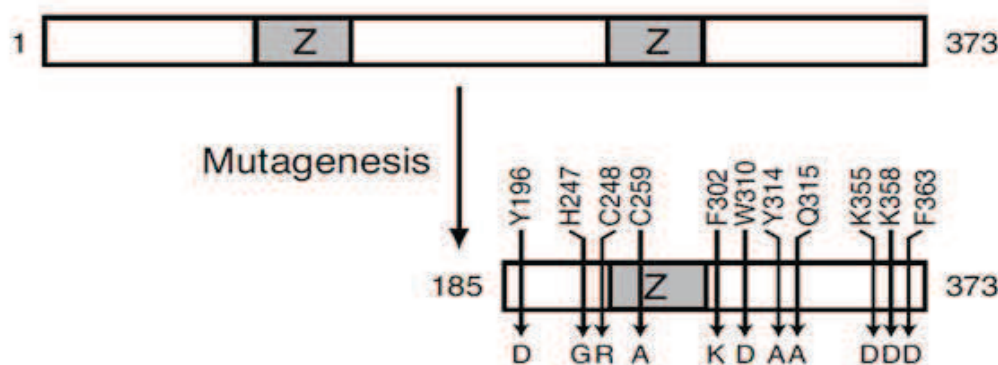 1 Z Z 373
Mutagenesis
Y196 H247 C248 C259 F302 W310 Y314 Q315 K355 K358 F363
185 Z 373
D G R A K D A A D D D